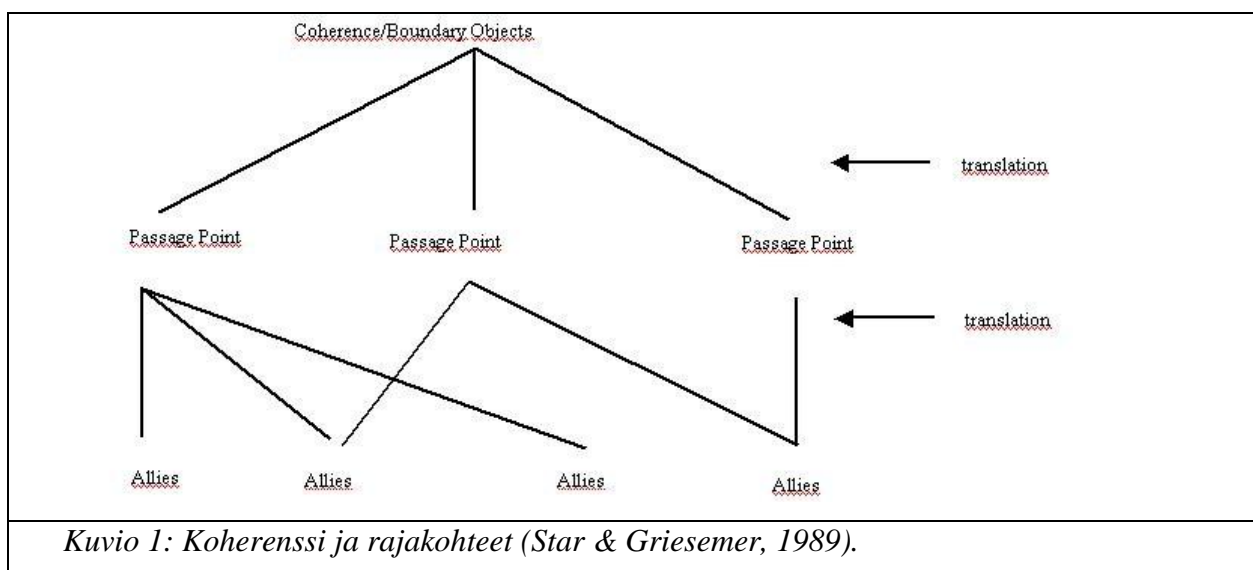 Coherence/Boundary Objects
translation
Passage Point
Passage Point
Passage Point
translation
Allies
Allies
Allies
Allies
Kuvio 1: Koherenssi ja rajakohteet (Star & Griesemer, 1989).